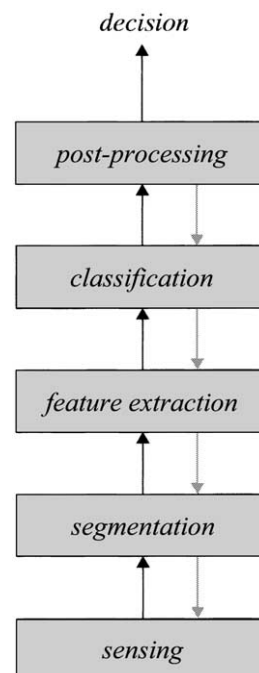 decision
post-processing
classification
feature extraction
segmentation
sensing